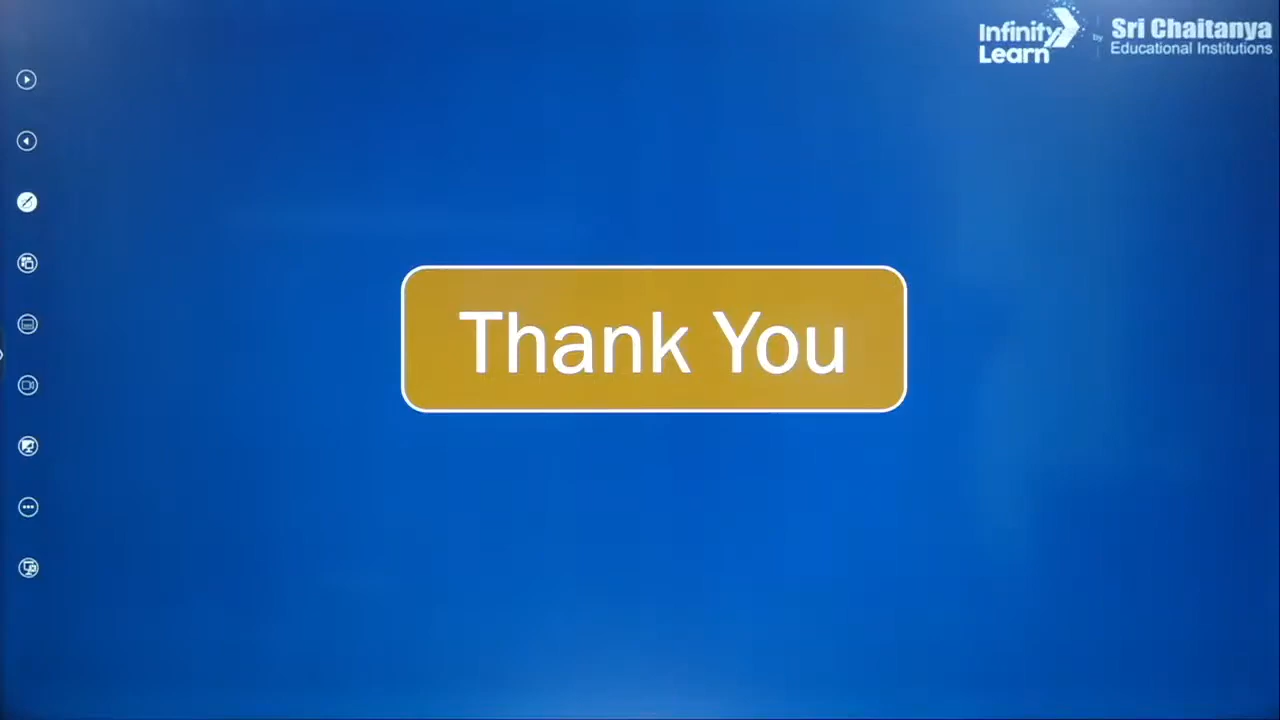 Infinity
Learn
by
Sri Chaitanya
Educational Institutions
Thank You